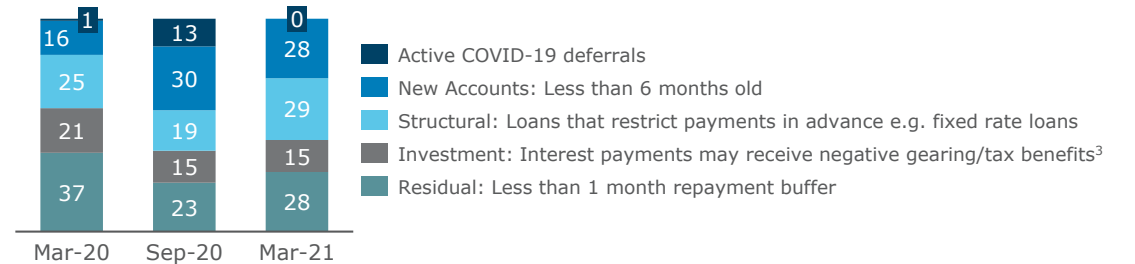 1
16
25
21
37
13
30
19
15
23
0
28
29
15
28
Mar-20
Sep-20
Mar-21
Active COVID-19 deferrals
New Accounts: Less than 6 months old
Structural: Loans that restrict payments in advance e.g. fixed rate loans
Investment: Interest payments may receive negative gearing/tax benefits³
Residual: Less than 1 month repayment buffer